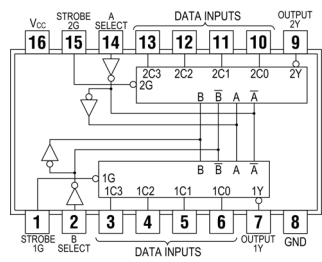 STROBE A DATA INPUTS OUTPUT
VCC 2G SELECT 2Y
16 15 14 13 12 11 10 9
2C3 2C2 2C1 2C0 2Y
2G
B B̅ A A̅
B B̅ A A̅
1G 1Y
1C3 1C2 1C1 1C0
1 2 3 4 5 6 7 8
STROBE B OUTPUT GND
1G SELECT DATA INPUTS 1Y